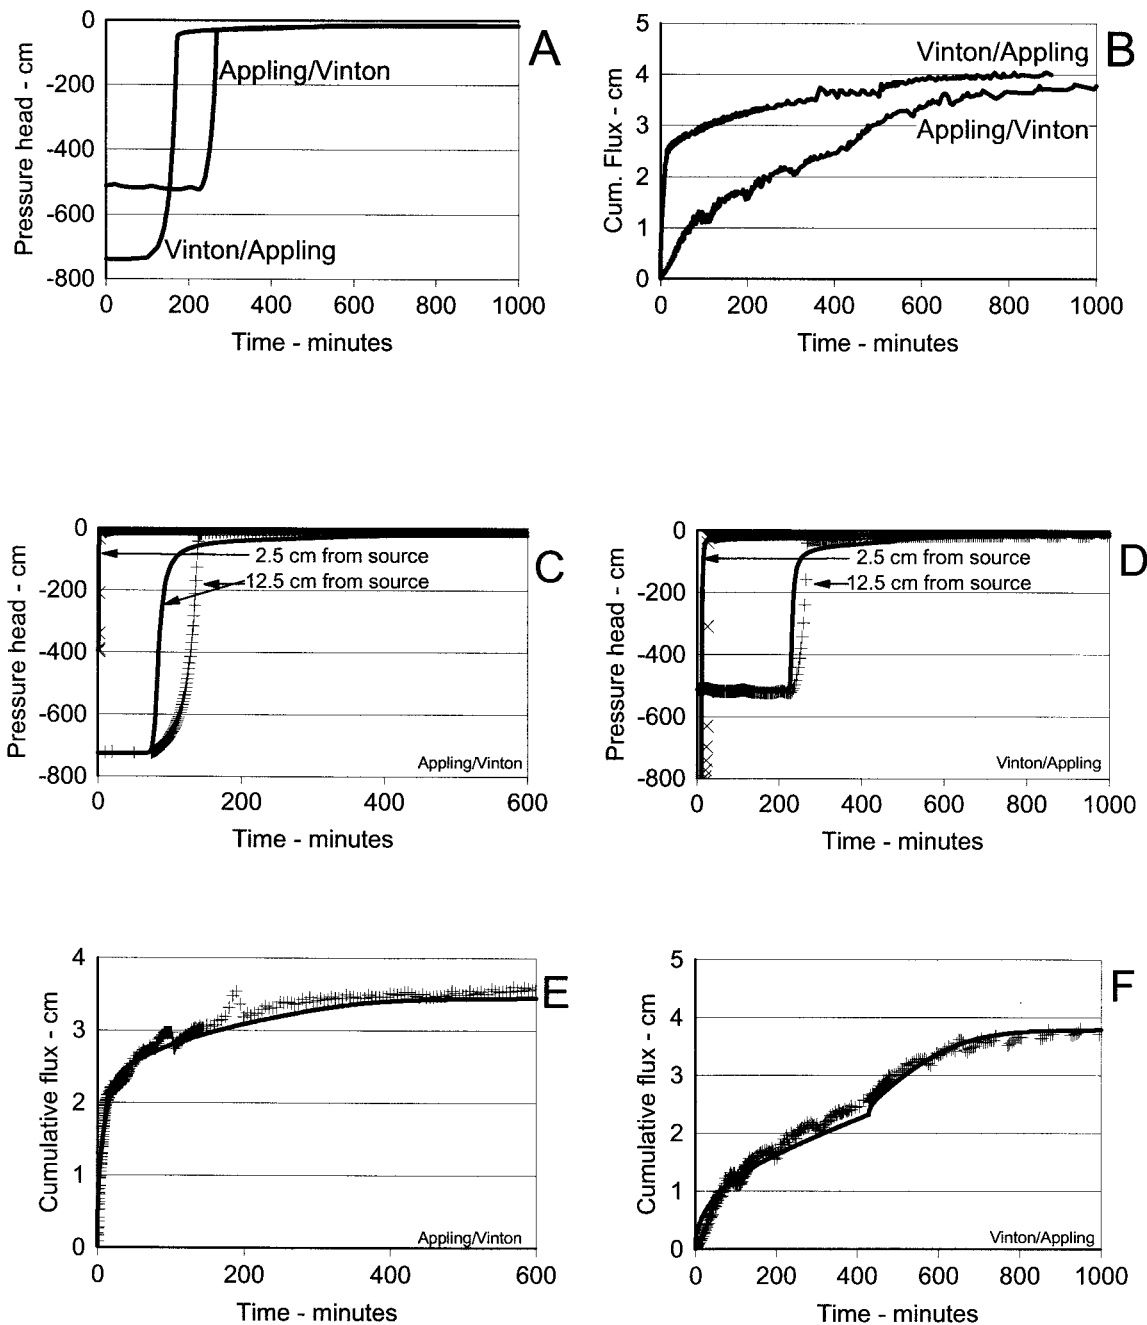 A
0
-200
-400
-600
-800
Pressure head - cm
Appling/Vinton
Vinton/Appling
0 200 400 600 800 1000
Time - minutes
B
5
4
3
2
1
0
Cum. Flux - cm
Vinton/Appling
Appling/Vinton
0 200 400 600 800 1000
Time - minutes
C
0
-200
-400
-600
-800
Pressure head - cm
2.5 cm from source
12.5 cm from source
Appling/Vinton
0 200 400 600
Time - minutes
D
0
-200
-400
-600
-800
Pressure head - cm
2.5 cm from source
12.5 cm from source
Vinton/Appling
0 200 400 600 800 1000
Time - minutes
E
4
3
2
1
0
Cumulative flux - cm
Appling/Vinton
0 200 400 600
Time - minutes
F
5
4
3
2
1
0
Cumulative flux - cm
Vinton/Appling
0 200 400 600 800 1000
Time - minutes